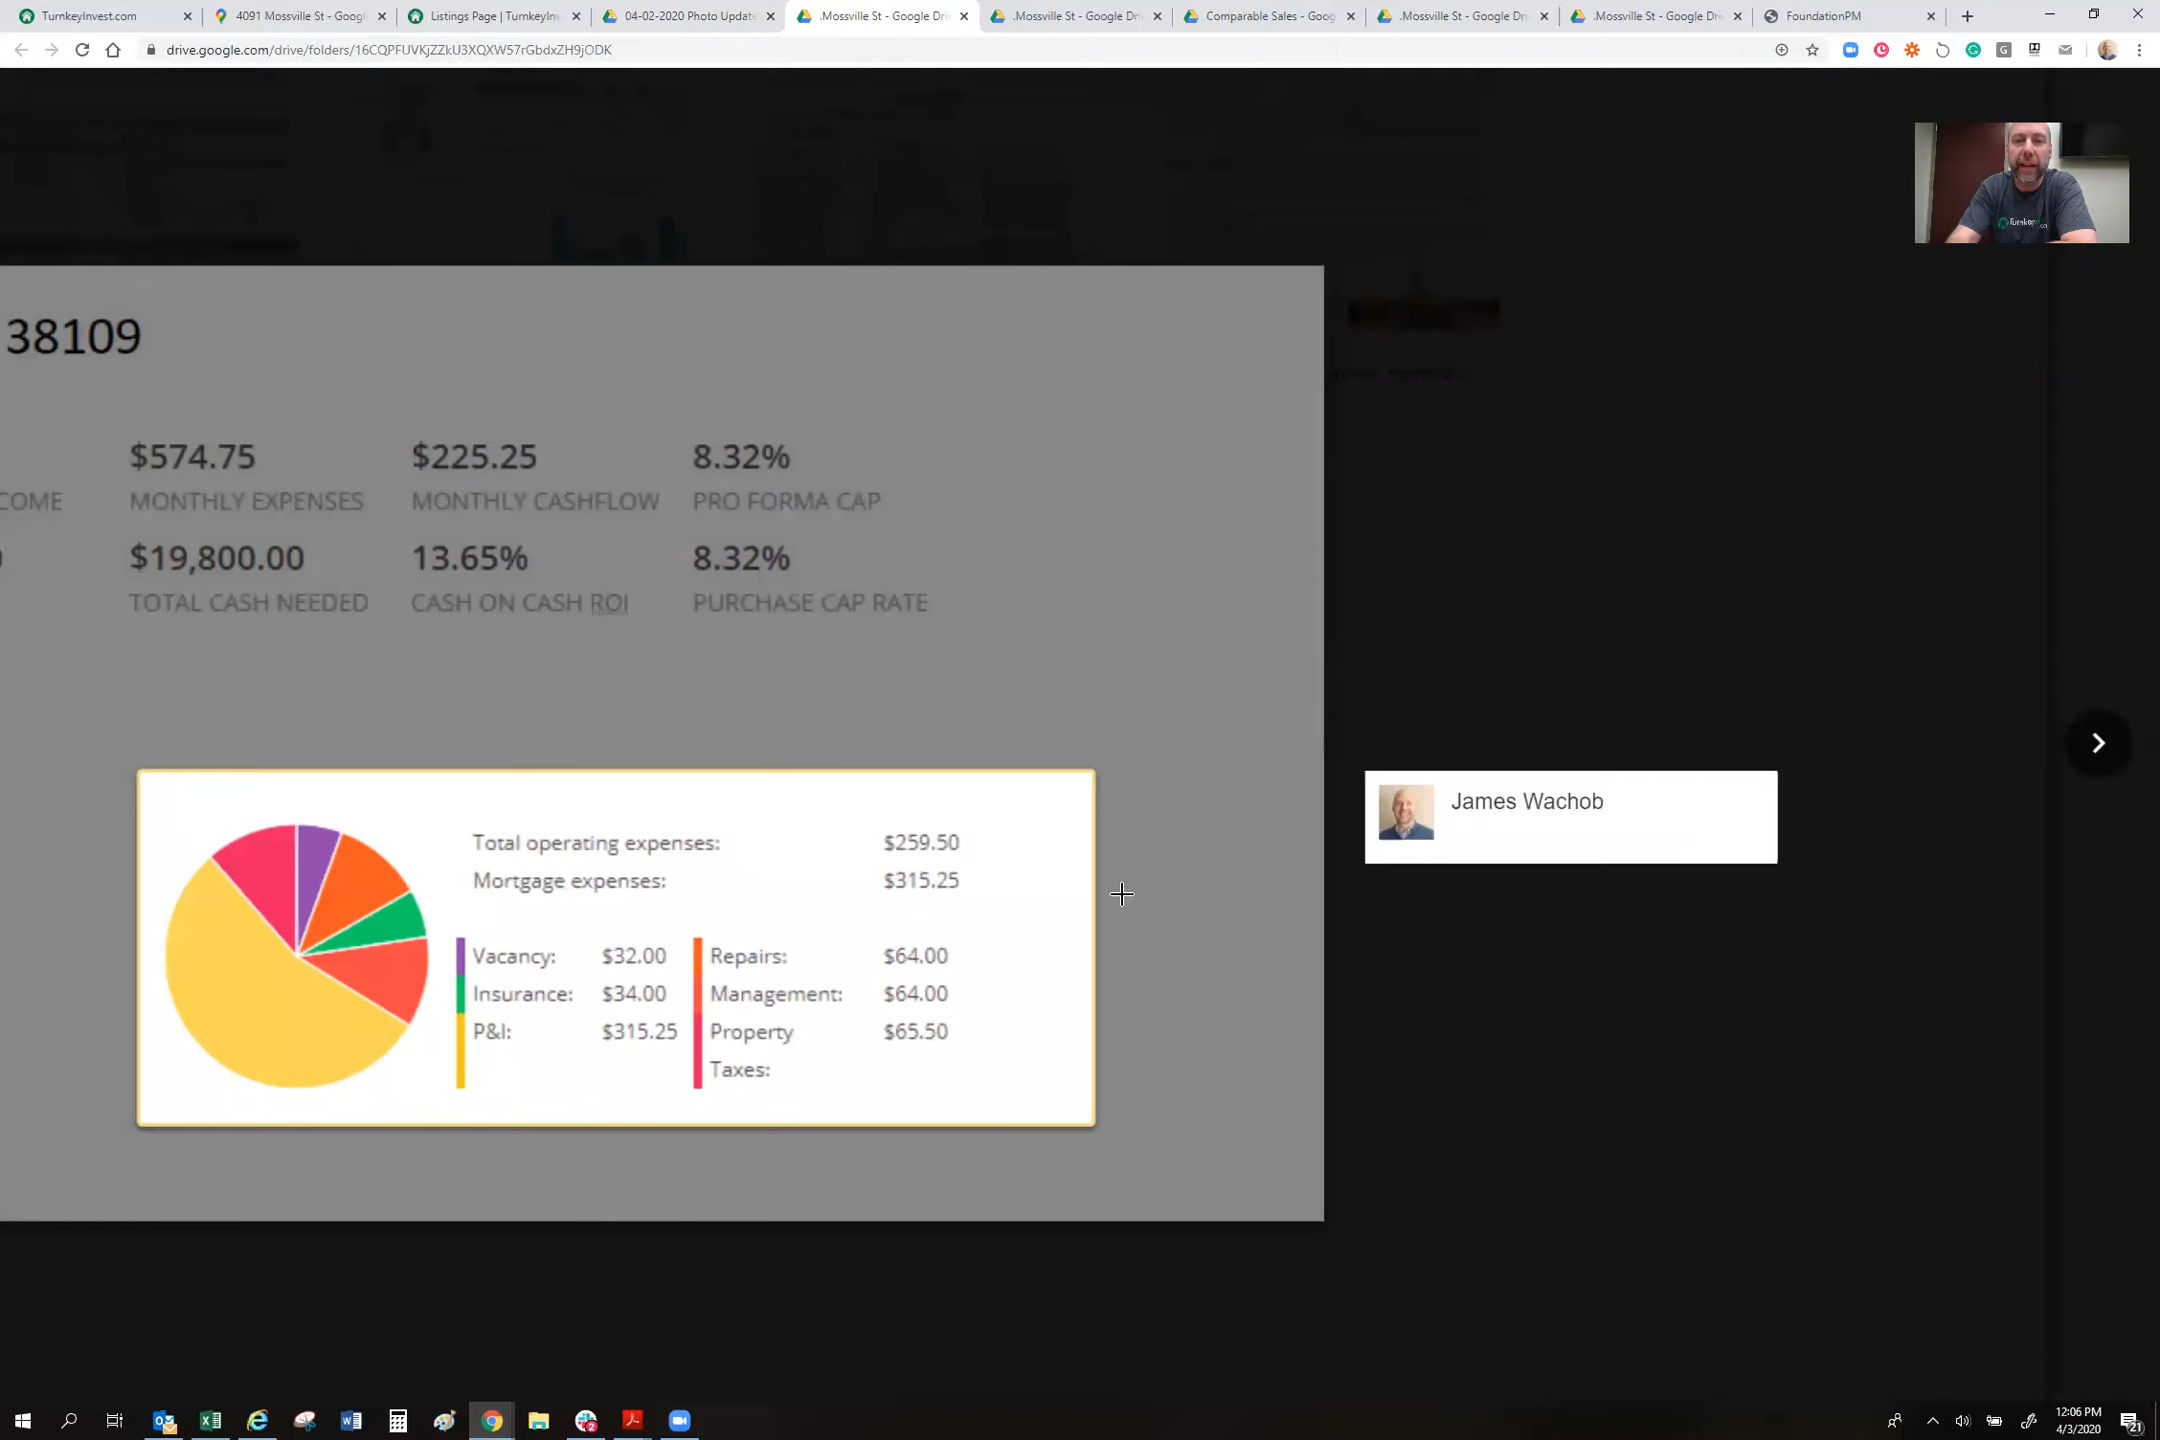 TurnkeyInvest.com
4091 Mossville St - Googl
Listings Page | TurnkeyInv
04-02-2020 Photo Update
.Mossville St - Google Dri
.Mossville St - Google Dri
Comparable Sales - Goog
.Mossville St - Google Dri
.Mossville St - Google Dri
FoundationPM
drive.google.com/drive/folders/16CQPFUVKjZZkU3XQXW57rGbdxZH9jODK
38109
$574.75 $225.25 8.32%
COME MONTHLY EXPENSES MONTHLY CASHFLOW PRO FORMA CAP
$19,800.00 13.65% 8.32%
TOTAL CASH NEEDED CASH ON CASH ROI PURCHASE CAP RATE
James Wachob
Total operating expenses: $259.50
Mortgage expenses: $315.25
Vacancy: $32.00 Repairs: $64.00
Insurance: $34.00 Management: $64.00
P&I: $315.25 Property $65.50
Taxes:
12:06 PM
4/3/2020
21